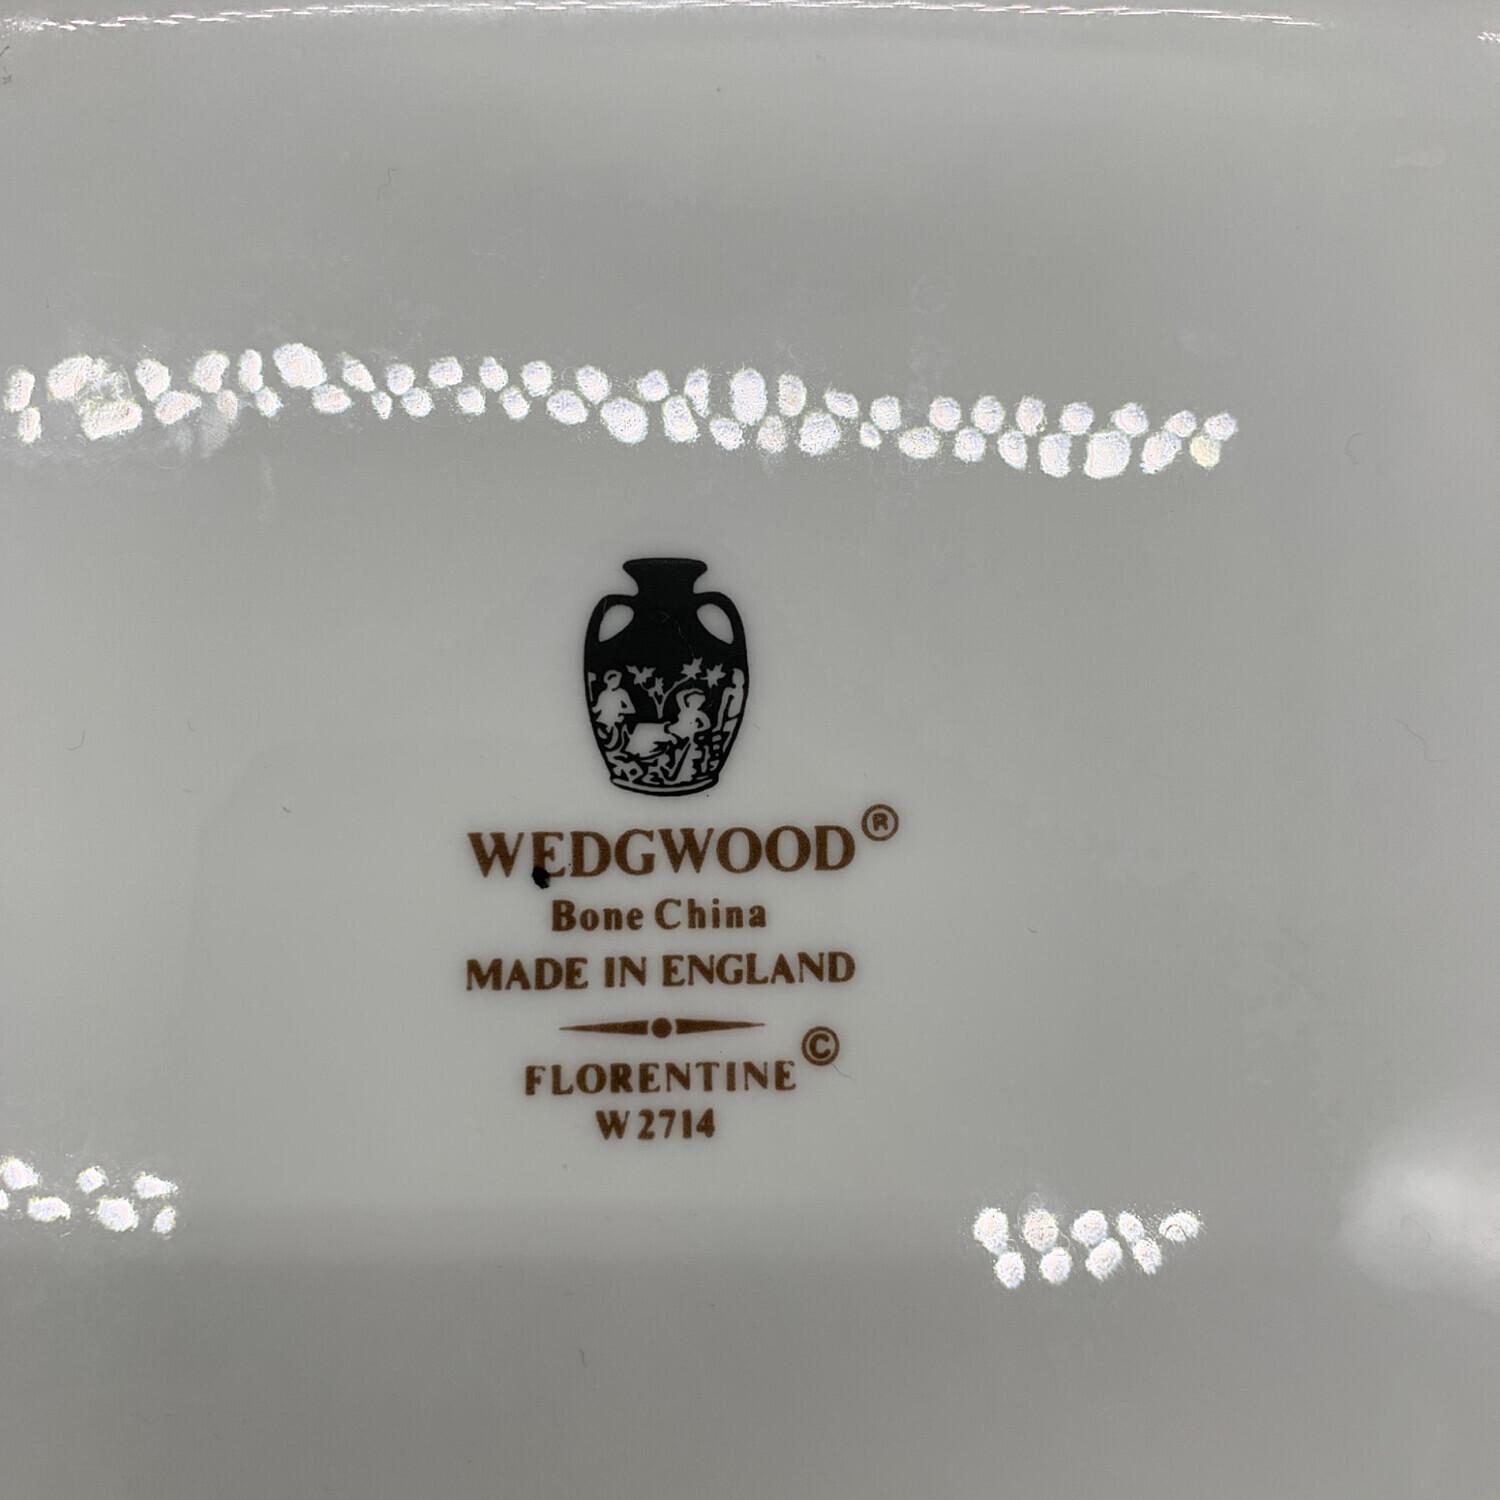 WEDGWOOD®
Bone China
MADE IN ENGLAND
FLORENTINE©
W2714